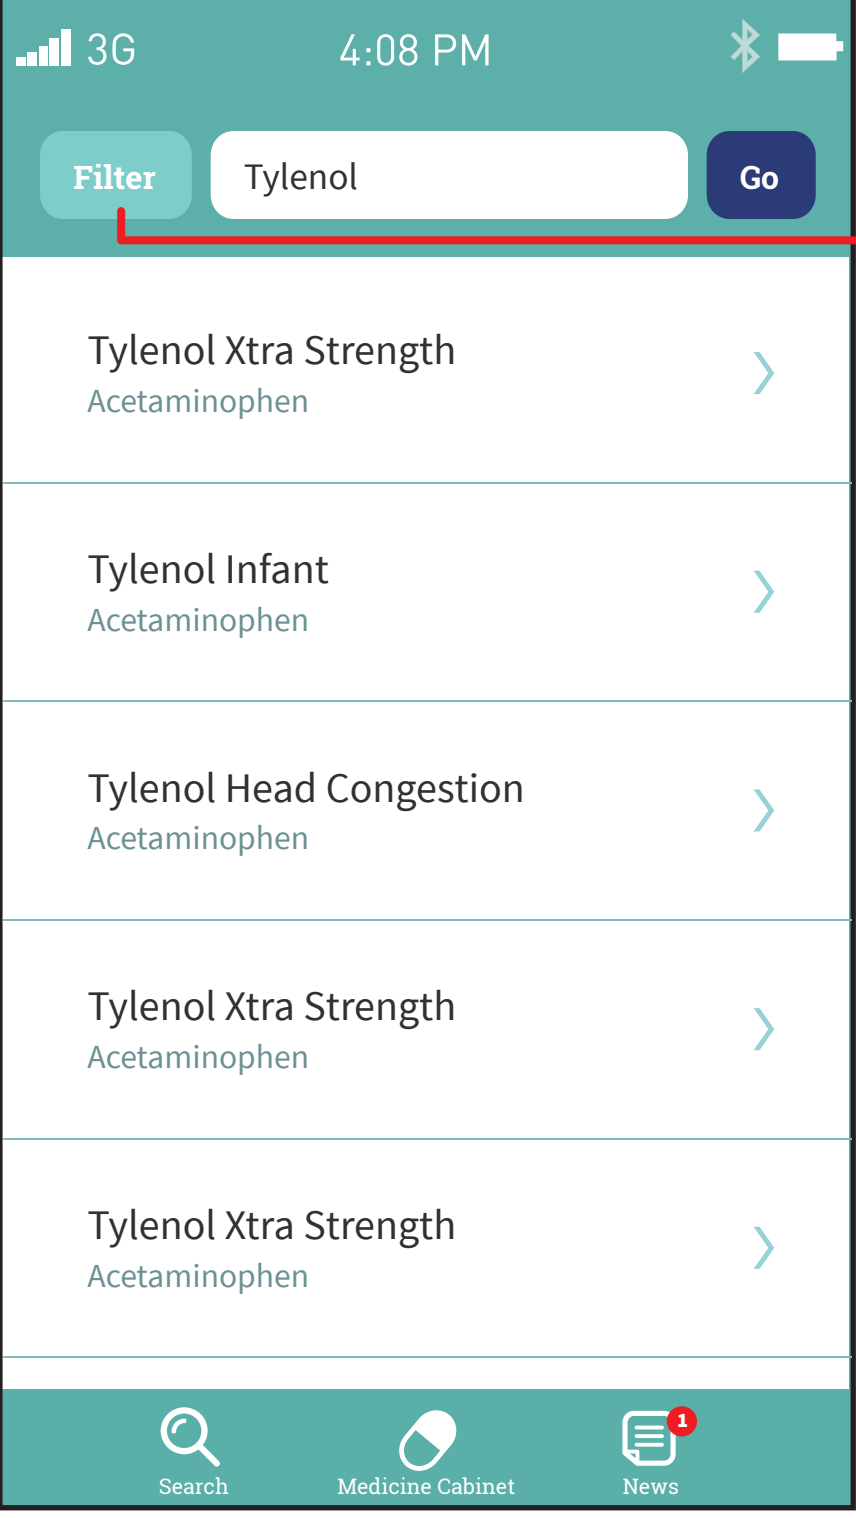 3G 4:08 PM
Filter Tylenol Go
Tylenol Xtra Strength
Acetaminophen
Tylenol Infant
Acetaminophen
Tylenol Head Congestion
Acetaminophen
Tylenol Xtra Strength
Acetaminophen
Tylenol Xtra Strength
Acetaminophen
1
Search Medicine Cabinet News